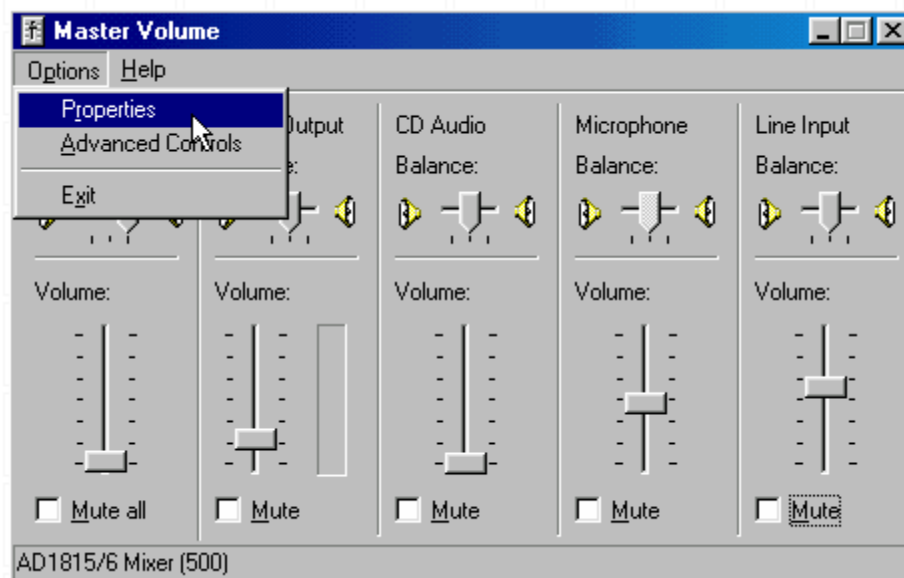 Master Volume
Options Help
Properties
Advanced Controls
Exit
Output CD Audio Microphone Line Input
Balance: Balance: Balance:
Volume: Volume: Volume: Volume: Volume:
Mute all Mute Mute Mute Mute
AD1815/6 Mixer (500)